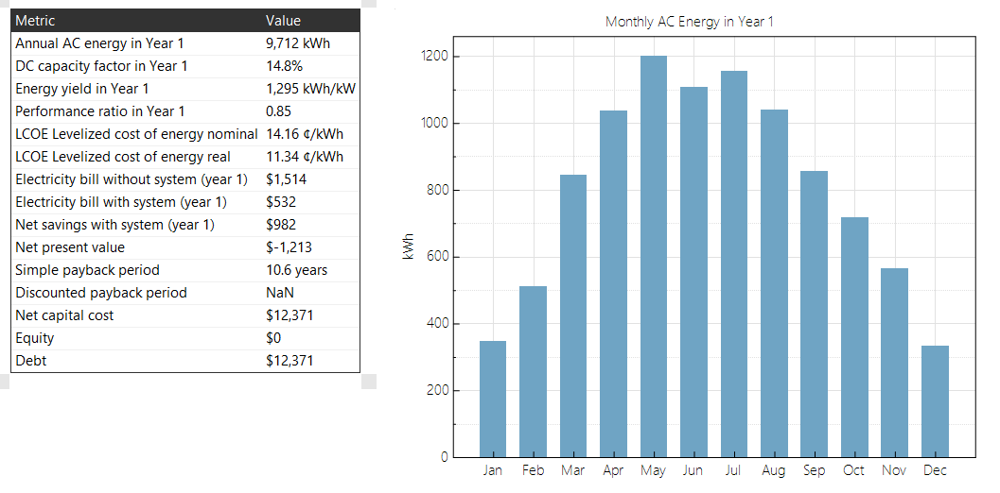 Metric Value
Annual AC energy in Year 1 9,712 kWh
DC capacity factor in Year 1 14.8%
Energy yield in Year 1 1,295 kWh/kW
Performance ratio in Year 1 0.85
LCOE Levelized cost of energy nominal 14.16 ¢/kWh
LCOE Levelized cost of energy real 11.34 ¢/kWh
Electricity bill without system (year 1) $1,514
Electricity bill with system (year 1) $532
Net savings with system (year 1) $982
Net present value $-1,213
Simple payback period 10.6 years
Discounted payback period NaN
Net capital cost $12,371
Equity $0
Debt $12,371
Monthly AC Energy in Year 1
kWh
1200
1000
800
600
400
200
0
Jan Feb Mar Apr May Jun Jul Aug Sep Oct Nov Dec